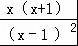 x (x+1)
(x-1) 2